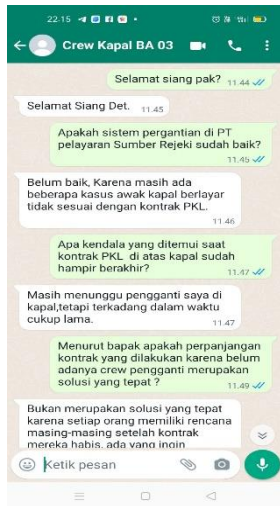 22.15
Crew Kapal BA 03
Selamat siang pak? 11.44
Selamat Siang Det. 11.45
Apakah sistem pergantian di PT
pelayaran Sumber Rejeki sudah baik?
11.45
Belum baik, Karena masih ada
beberapa kasus awak kapal berlayar
tidak sesuai dengan kontrak PKL.
11.46
Apa kendala yang ditemui saat
kontrak PKL di atas kapal sudah
hampir berakhir? 11.47
Masih menunggu pengganti saya di
kapal,tetapi terkadang dalam waktu
cukup lama. 11.47
Menurut bapak apakah perpanjangan
kontrak yang dilakukan karena belum
adanya crew pengganti merupakan
solusi yang tepat ? 11.49
Bukan merupakan solusi yang tepat
karena setiap orang memiliki rencana
masing-masing setelah kontrak
mereka habis, ada yang ingin
Ketik pesan